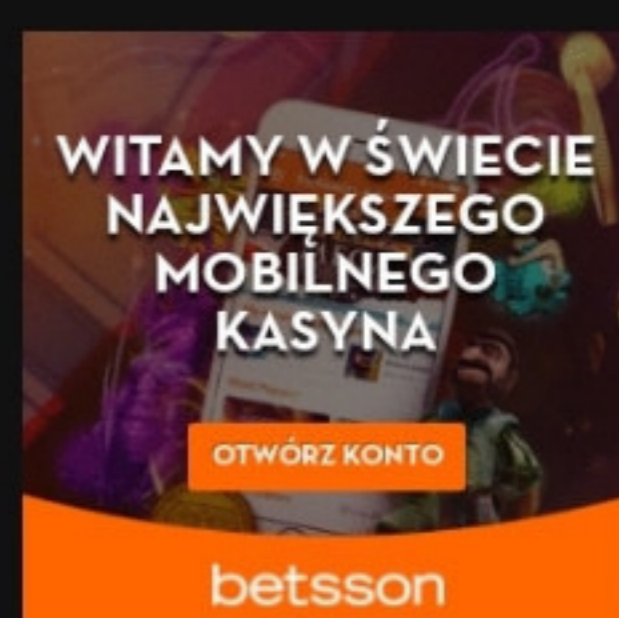 WITAMY W ŚWIECIE
NAJWIĘKSZEGO
MOBILNEGO
KASYNA
OTWÓRZ KONTO
betsson